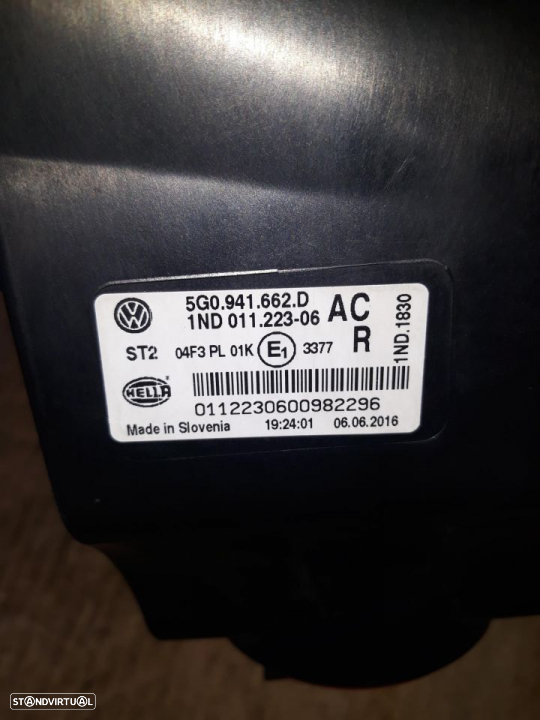 5G0.941.662.D
1ND 011.223-06
AC
R
1ND.1830
ST2
04F3 PL 01K
E1
3377
HELLA
0112230600982296
Made in Slovenia
19:24:01
06.06.2016
STANDVIRTUAL